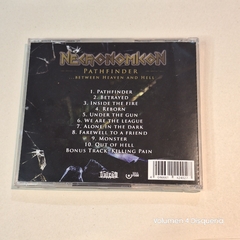 NECRONOMICON
PATHFINDER
... BETWEEN HEAVEN AND HELL
1. PATHFINDER
2. BETRAYED
3. INSIDE THE FIRE
4. REBORN
5. UNDER THE GUN
6. WE ARE THE LEAGUE
7. ALONE IN THE DARK
8. FAREWELL TO A FRIEND
9. MONSTER
10. OUT OF HELL
BONUS TRACK: KILLING PAIN